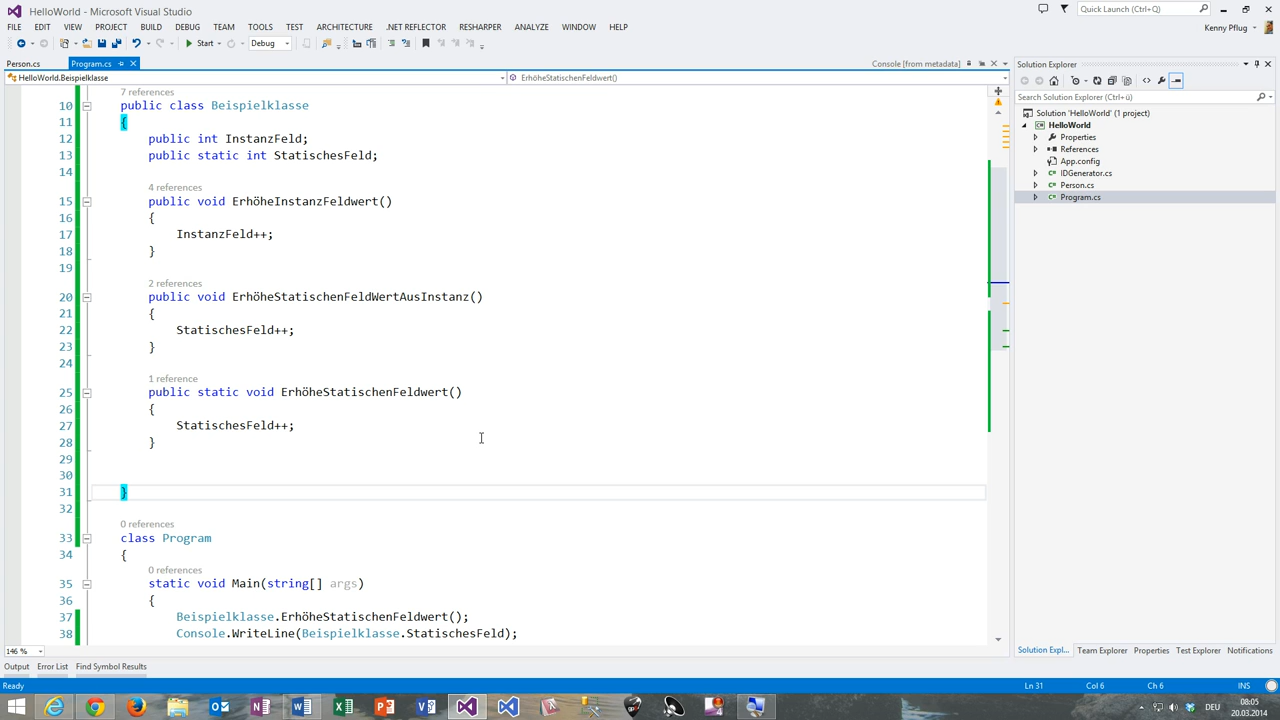 HelloWorld - Microsoft Visual Studio
Quick Launch (Ctrl+Q)
FILE EDIT VIEW PROJECT BUILD DEBUG TEAM TOOLS TEST ARCHITECTURE .NET REFLECTOR RESHARPER ANALYZE WINDOW HELP
Kenny Pflug
Start
Debug
Person.cs
Program.cs
Console [from metadata]
HelloWorld.Beispielklasse
ErhöheStatischenFeldwert()
7 references
10 public class Beispielklasse
11 {
12 public int InstanzFeld;
13 public static int StatischesFeld;
14
4 references
15 public void ErhöheInstanzFeldwert()
16 {
17 InstanzFeld++;
18 }
19
2 references
20 public void ErhöheStatischenFeldWertAusInstanz()
21 {
22 StatischesFeld++;
23 }
24
1 reference
25 public static void ErhöheStatischenFeldwert()
26 {
27 StatischesFeld++;
28 }
29
30
31 }
32
0 references
33 class Program
34 {
0 references
35 static void Main(string[] args)
36 {
37 Beispielklasse.ErhöheStatischenFeldwert();
38 Console.WriteLine(Beispielklasse.StatischesFeld);
146 %
Solution Explorer
Search Solution Explorer (Ctrl+ü)
Solution 'HelloWorld' (1 project)
HelloWorld
Properties
References
App.config
IDGenerator.cs
Person.cs
Program.cs
Solution Expl... Team Explorer Properties Test Explorer Notifications
Output Error List Find Symbol Results
Ready
Ln 31 Col 6 Ch 6 INS
DEU
08:05
20.03.2014